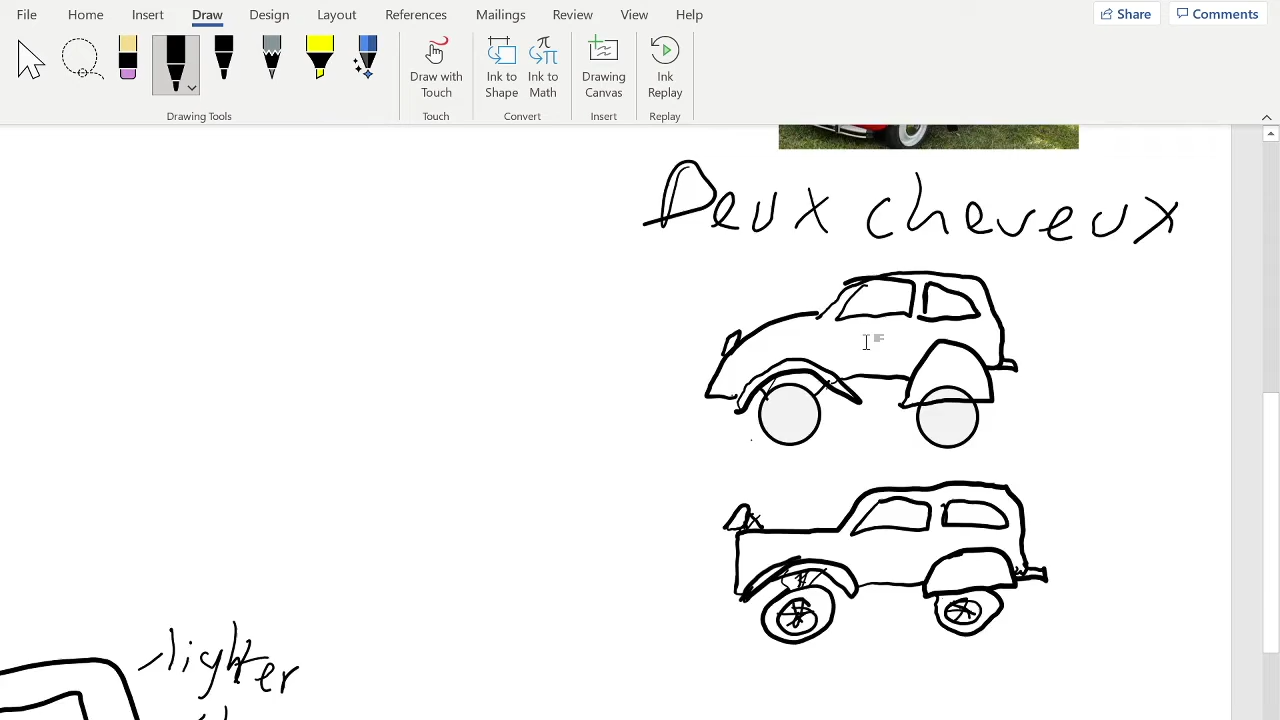 File Home Insert Draw Design Layout References Mailings Review View Help Share Comments
Draw with Touch
Ink to Shape
Ink to Math
Drawing Canvas
Ink Replay
Drawing Tools Touch Convert Insert Replay
Deux cheveux
lighter